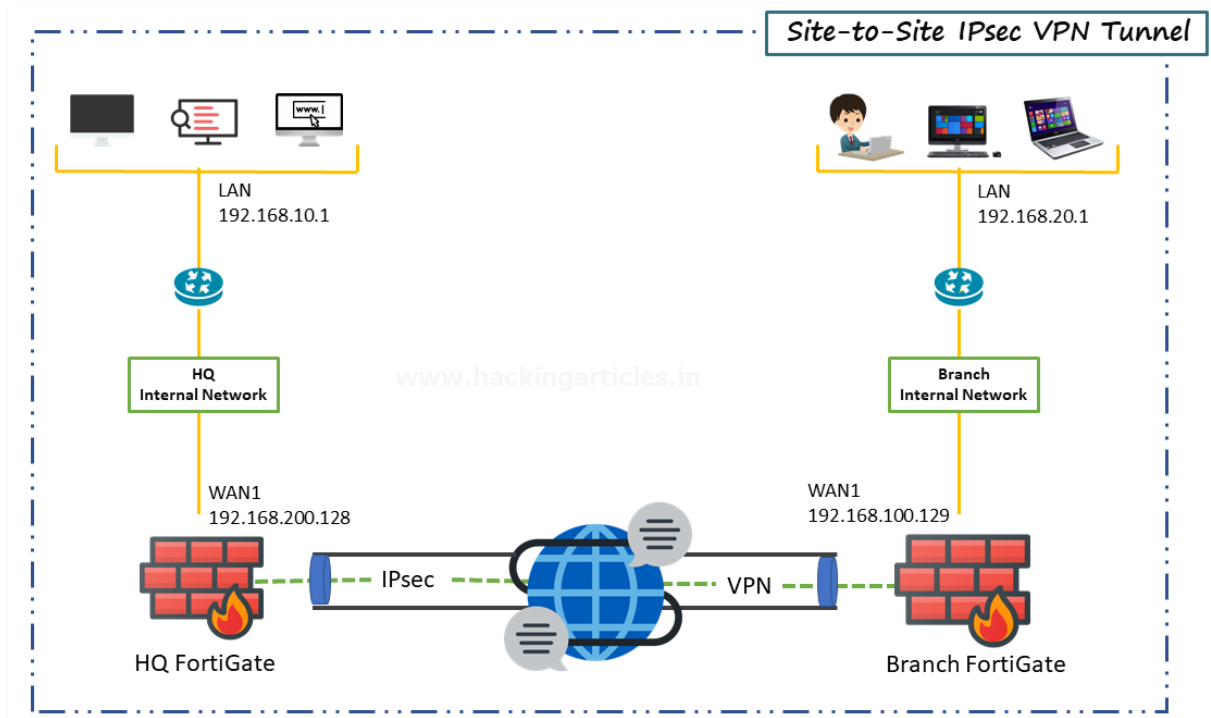 Site-to-Site IPsec VPN Tunnel
www.
LAN
192.168.10.1
LAN
192.168.20.1
HQ
Internal Network
www.hackingarticles.in
Branch
Internal Network
WAN1
192.168.200.128
WAN1
192.168.100.129
IPsec
VPN
HQ FortiGate
Branch FortiGate